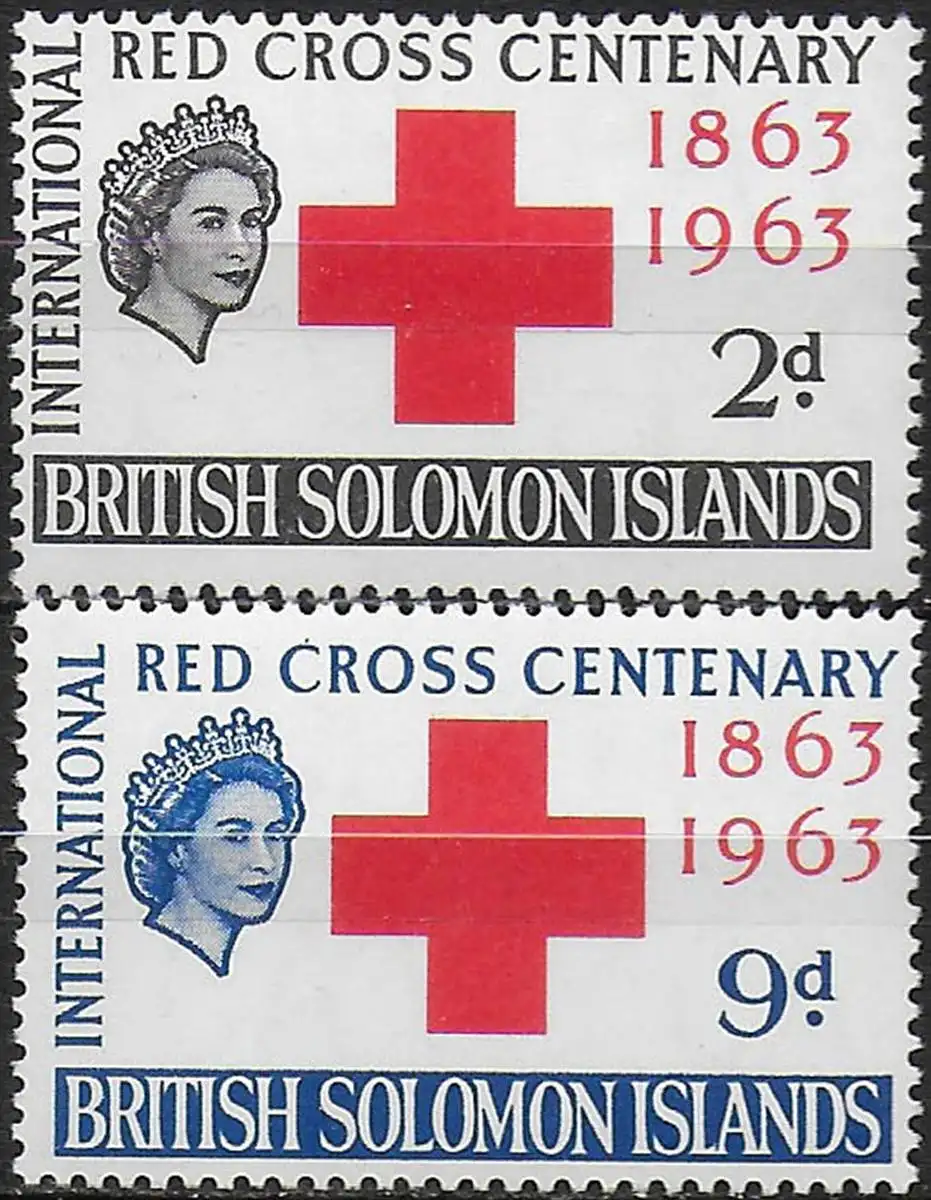 INTERNATIONAL
RED CROSS CENTENARY
1863
1963
2d.
BRITISH SOLOMON ISLANDS
INTERNATIONAL
RED CROSS CENTENARY
1863
1963
9d.
BRITISH SOLOMON ISLANDS